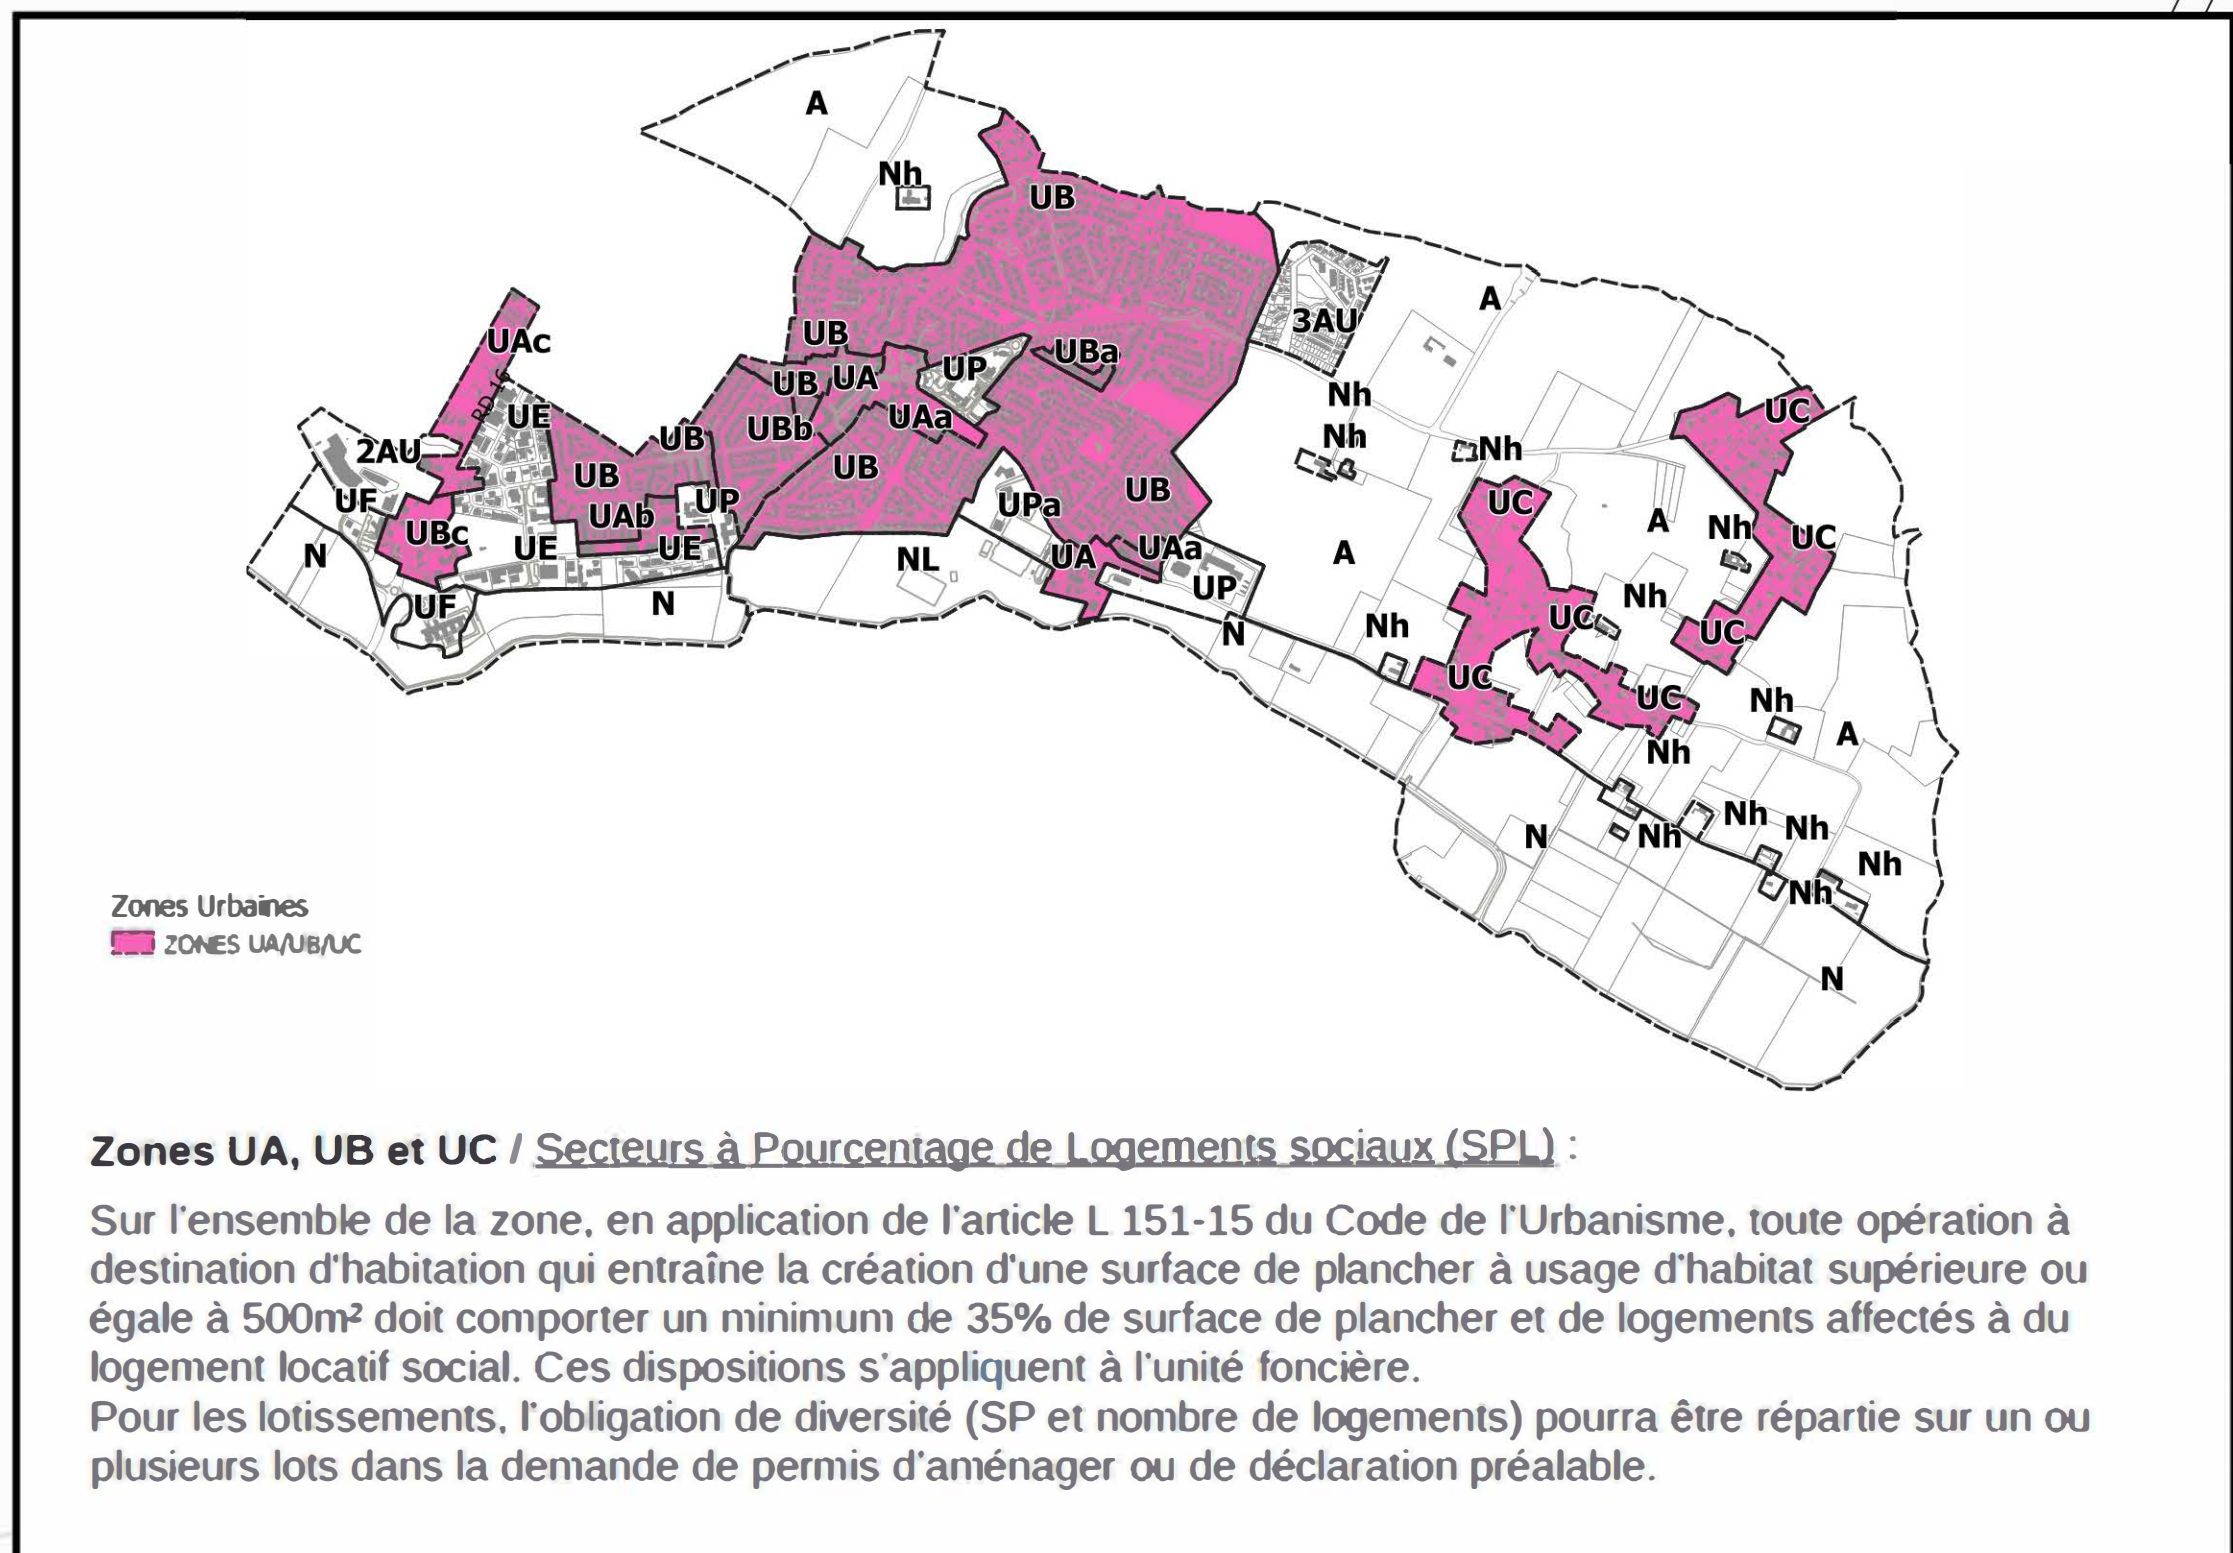 A
Nh
UB
A
UAc
3AU
UB
UBa
UP
UB
UA
RD 16
Nh
UC
UE
UAa
UBb
Nh
UB
2AU
Nh
UB
UB
UB
UC
UF
UP
UPa
UAb
A
Nh
UC
UBc
UE
UE
UAa
A
N
NL
UA
UP
Nh
UF
N
UC
Nh
N
UC
UC
UC
Nh
A
Nh
Nh
Nh
N
Nh
Nh
Nh
N
Zones Urbaines
ZONES UA/UB/UC
Zones UA, UB et UC / Secteurs à Pourcentage de Logements sociaux (SPL) :
Sur l'ensemble de la zone, en application de l'article L 151-15 du Code de l'Urbanisme, toute opération à
destination d'habitation qui entraîne la création d'une surface de plancher à usage d'habitat supérieure ou
égale à 500m² doit comporter un minimum de 35% de surface de plancher et de logements affectés à du
logement locatif social. Ces dispositions s'appliquent à l'unité foncière.
Pour les lotissements, l'obligation de diversité (SP et nombre de logements) pourra être répartie sur un ou
plusieurs lots dans la demande de permis d'aménager ou de déclaration préalable.